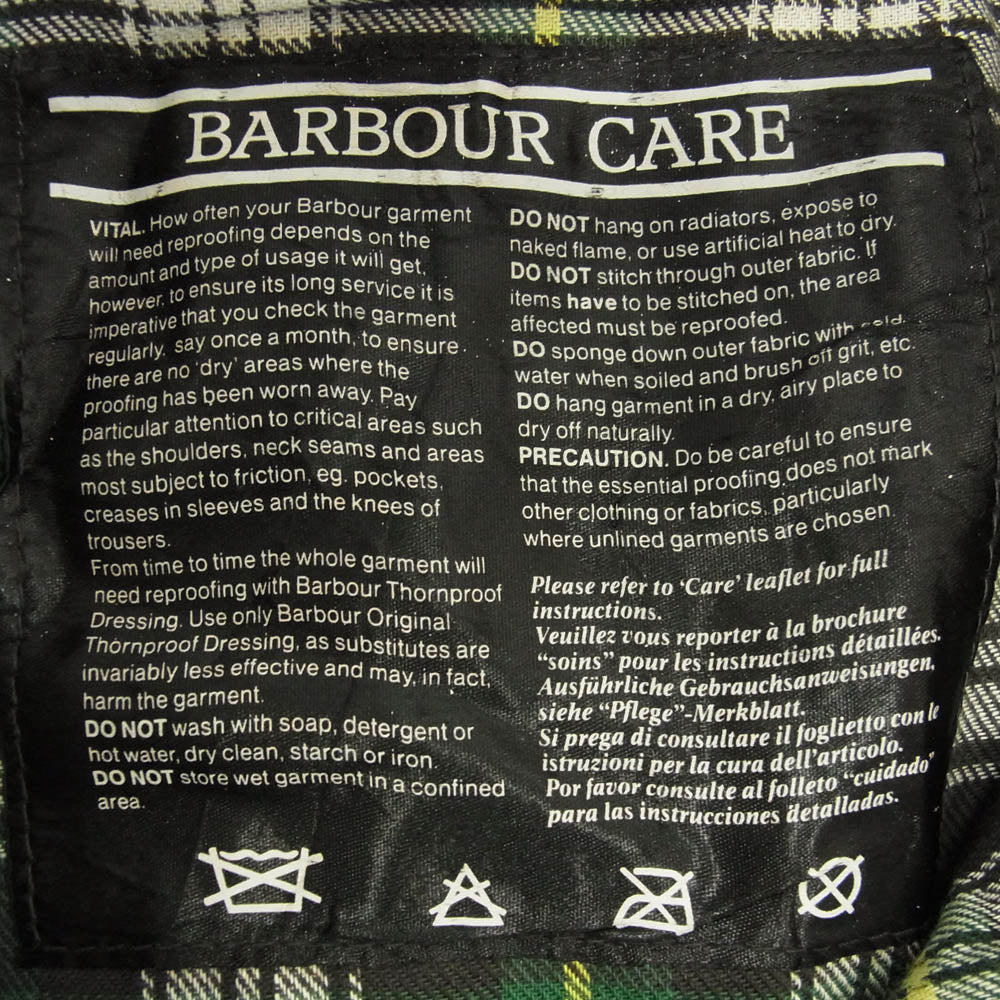 BARBOUR CARE
VITAL. How often your Barbour garment
will need reproofing depends on the
amount and type of usage it will get,
however, to ensure its long service it is
imperative that you check the garment
regularly, say once a month, to ensure
there are no 'dry' areas where the
proofing has been worn away. Pay
particular attention to critical areas such
as the shoulders, neck seams and areas
most subject to friction, eg. pockets,
creases in sleeves and the knees of
trousers.
From time to time the whole garment will
need reproofing with Barbour Thornproof
Dressing. Use only Barbour Original
Thornproof Dressing, as substitutes are
invariably less effective and may, in fact,
harm the garment.
DO NOT wash with soap, detergent or
hot water, dry clean, starch or iron.
DO NOT store wet garment in a confined
area.
DO NOT hang on radiators, expose to
naked flame, or use artificial heat to dry.
DO NOT stitch through outer fabric. If
items have to be stitched on, the area
affected must be reproofed.
DO sponge down outer fabric with cold
water when soiled and brush off grit, etc.
DO hang garment in a dry, airy place to
dry off naturally.
PRECAUTION. Do be careful to ensure
that the essential proofing does not mark
other clothing or fabrics, particularly
where unlined garments are chosen.
Please refer to 'Care' leaflet for full
instructions.
Veuillez vous reporter à la brochure
"soins" pour les instructions détaillées.
Ausführliche Gebrauchsanweisungen,
siehe "Pflege"-Merkblatt.
Si prega di consultare il foglietto con le
istruzioni per la cura dell'articolo.
Por favor consulte al folleto "cuidado"
para las instrucciones detalladas.